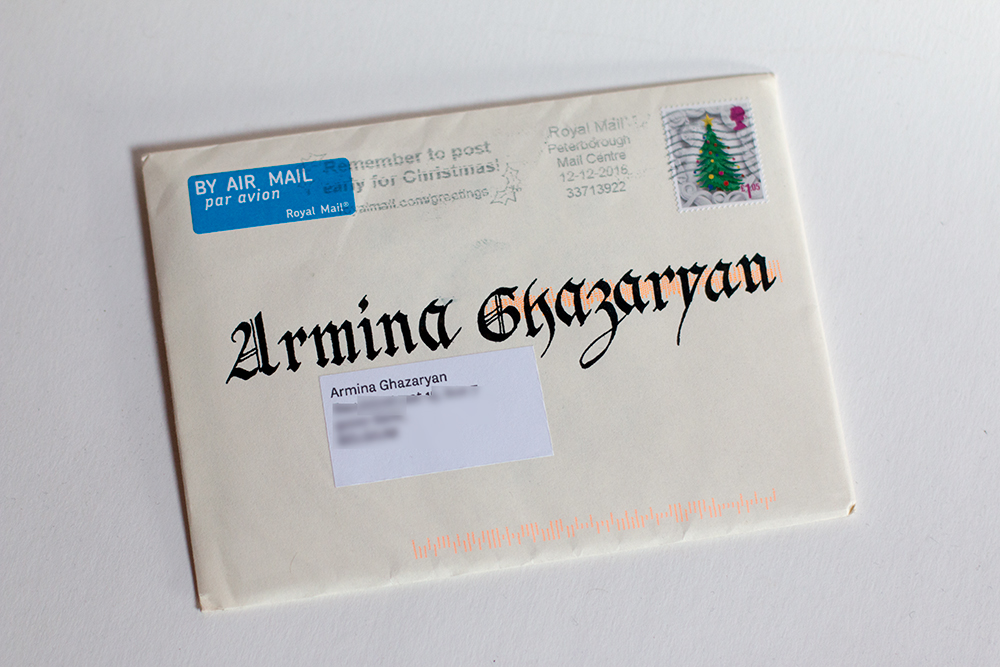 BY AIR MAIL
par avion
Royal Mail®
Remember to post
early for Christmas!
Royal Mail
Peterborough
Mail Centre
12-12-2016
33713922
£1.05
Armina Ghazaryan
Armina Ghazaryan